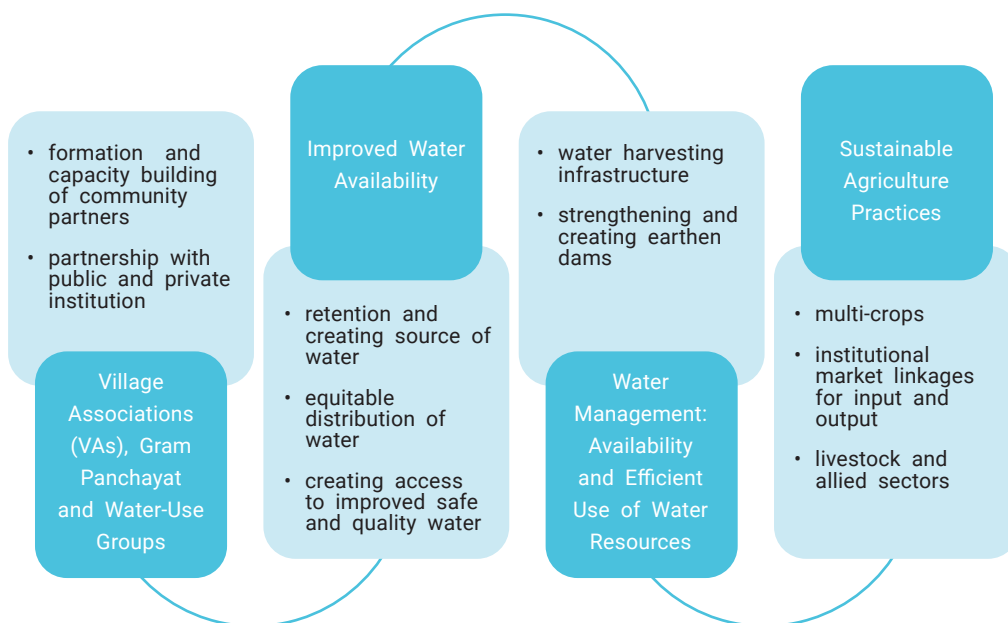 • formation and
capacity building
of community
partners
• partnership with
public and private
institution
Village
Associations
(VAs), Gram
Panchayat
and Water-Use
Groups
Improved Water
Availability
• retention and
creating source of
water
• equitable
distribution of
water
• creating access
to improved safe
and quality water
• water harvesting
infrastructure
• strengthening and
creating earthen
dams
Water
Management:
Availability
and Efficient
Use of Water
Resources
Sustainable
Agriculture
Practices
• multi-crops
• institutional
market linkages
for input and
output
• livestock and
allied sectors